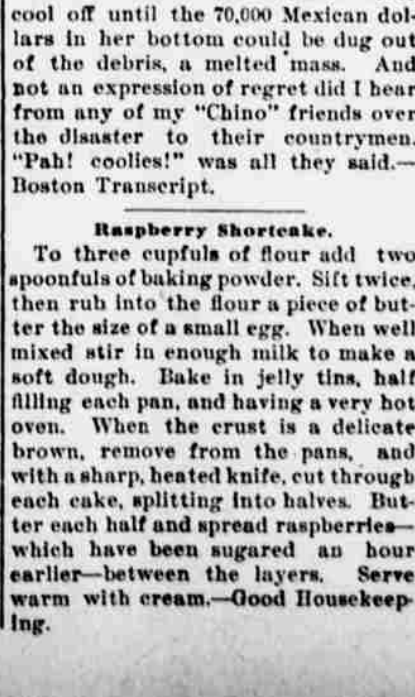 cool off until the 70,000 Mexican dol-
lars in her bottom could be dug out
of the debris, a melted mass. And
not an expression of regret did I hear
from any of my "Chino" friends over
the disaster to their countrymen.
"Pah! coolies!" was all they said.—
Boston Transcript.
Raspberry Shortcake.
To three cupfuls of flour add two
spoonfuls of baking powder. Sift twice,
then rub into the flour a piece of but-
ter the size of a small egg. When well
mixed stir in enough milk to make a
soft dough. Bake in jelly tins, half
filling each pan, and having a very hot
oven. When the crust is a delicate
brown, remove from the pans, and
with a sharp, heated knife, cut through
each cake, splitting into halves. But-
ter each half and spread raspberries—
which have been sugared an hour
earlier—between the layers. Serve
warm with cream.—Good Housekeep-
ing.